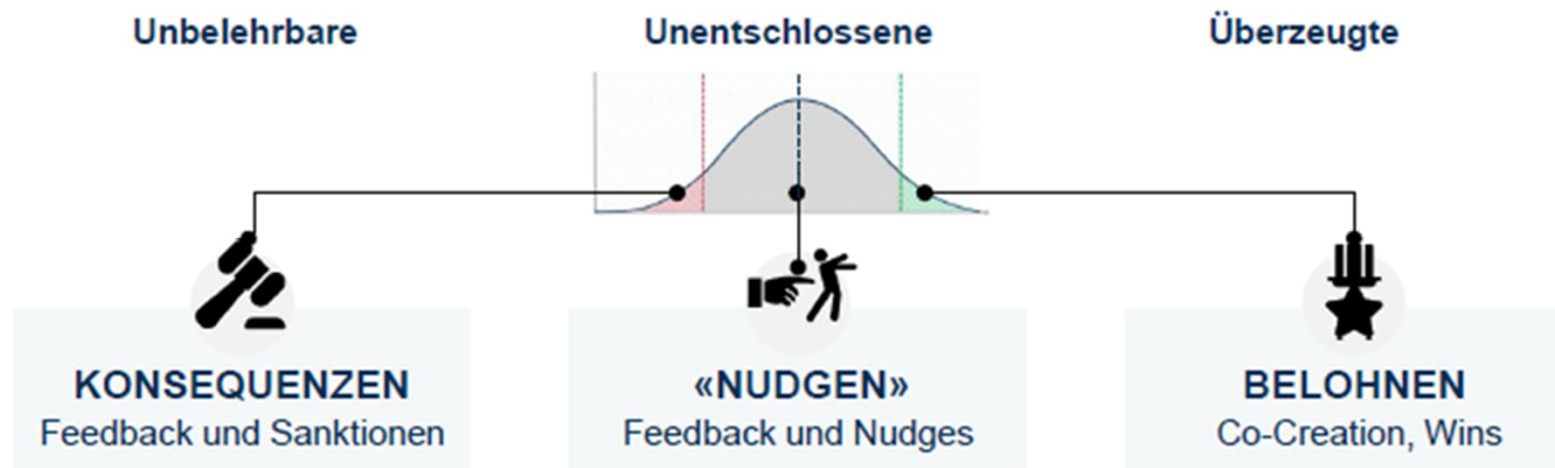 Unbelehrbare
Unentschlossene
Überzeugte
KONSEQUENZEN
Feedback und Sanktionen
«NUDGEN»
Feedback und Nudges
BELOHNEN
Co-Creation, Wins